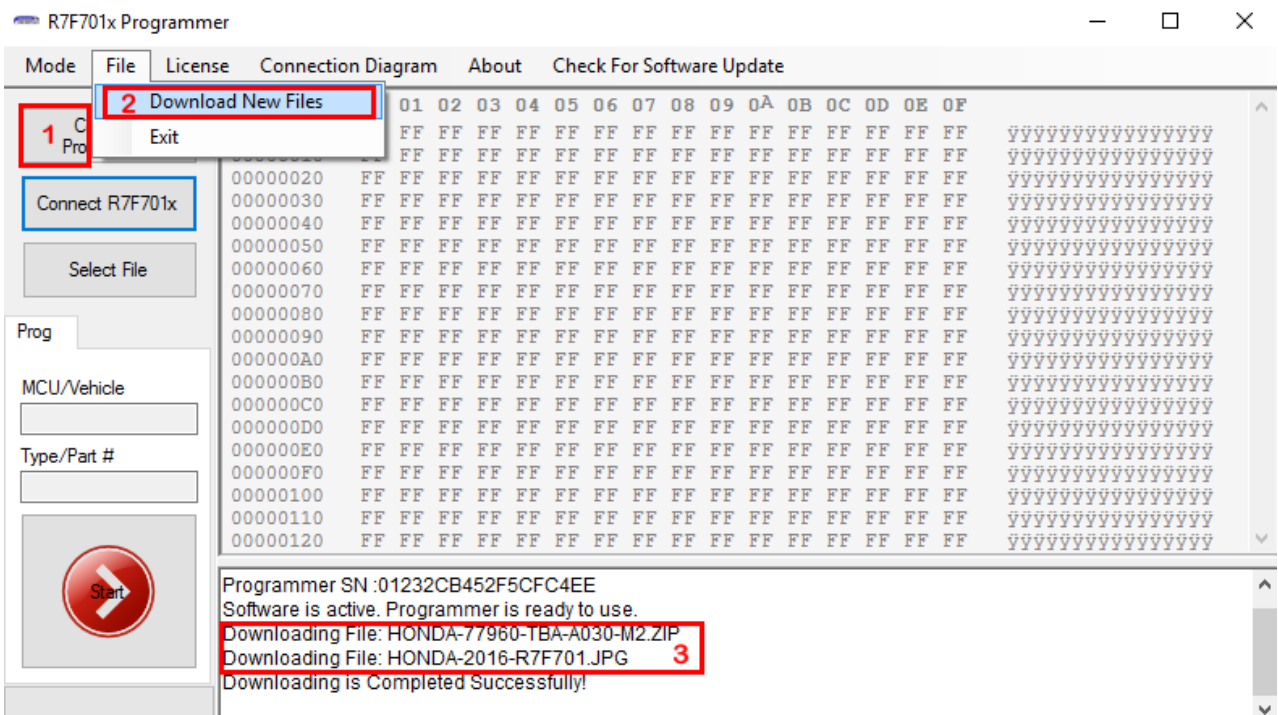 R7F701x Programmer
Mode File License Connection Diagram About Check For Software Update
2 Download New Files
Exit
1 C
Pro
01 02 03 04 05 06 07 08 09 0A 0B 0C 0D 0E 0F
FF FF FF FF FF FF FF FF FF FF FF FF FF FF FF ÿÿÿÿÿÿÿÿÿÿÿÿÿÿÿÿ
FF FF FF FF FF FF FF FF FF FF FF FF FF FF FF ÿÿÿÿÿÿÿÿÿÿÿÿÿÿÿÿ
00000020 FF FF FF FF FF FF FF FF FF FF FF FF FF FF FF FF ÿÿÿÿÿÿÿÿÿÿÿÿÿÿÿÿ
00000030 FF FF FF FF FF FF FF FF FF FF FF FF FF FF FF FF ÿÿÿÿÿÿÿÿÿÿÿÿÿÿÿÿ
00000040 FF FF FF FF FF FF FF FF FF FF FF FF FF FF FF FF ÿÿÿÿÿÿÿÿÿÿÿÿÿÿÿÿ
00000050 FF FF FF FF FF FF FF FF FF FF FF FF FF FF FF FF ÿÿÿÿÿÿÿÿÿÿÿÿÿÿÿÿ
00000060 FF FF FF FF FF FF FF FF FF FF FF FF FF FF FF FF ÿÿÿÿÿÿÿÿÿÿÿÿÿÿÿÿ
00000070 FF FF FF FF FF FF FF FF FF FF FF FF FF FF FF FF ÿÿÿÿÿÿÿÿÿÿÿÿÿÿÿÿ
00000080 FF FF FF FF FF FF FF FF FF FF FF FF FF FF FF FF ÿÿÿÿÿÿÿÿÿÿÿÿÿÿÿÿ
00000090 FF FF FF FF FF FF FF FF FF FF FF FF FF FF FF FF ÿÿÿÿÿÿÿÿÿÿÿÿÿÿÿÿ
000000A0 FF FF FF FF FF FF FF FF FF FF FF FF FF FF FF FF ÿÿÿÿÿÿÿÿÿÿÿÿÿÿÿÿ
000000B0 FF FF FF FF FF FF FF FF FF FF FF FF FF FF FF FF ÿÿÿÿÿÿÿÿÿÿÿÿÿÿÿÿ
000000C0 FF FF FF FF FF FF FF FF FF FF FF FF FF FF FF FF ÿÿÿÿÿÿÿÿÿÿÿÿÿÿÿÿ
000000D0 FF FF FF FF FF FF FF FF FF FF FF FF FF FF FF FF ÿÿÿÿÿÿÿÿÿÿÿÿÿÿÿÿ
000000E0 FF FF FF FF FF FF FF FF FF FF FF FF FF FF FF FF ÿÿÿÿÿÿÿÿÿÿÿÿÿÿÿÿ
000000F0 FF FF FF FF FF FF FF FF FF FF FF FF FF FF FF FF ÿÿÿÿÿÿÿÿÿÿÿÿÿÿÿÿ
00000100 FF FF FF FF FF FF FF FF FF FF FF FF FF FF FF FF ÿÿÿÿÿÿÿÿÿÿÿÿÿÿÿÿ
00000110 FF FF FF FF FF FF FF FF FF FF FF FF FF FF FF FF ÿÿÿÿÿÿÿÿÿÿÿÿÿÿÿÿ
00000120 FF FF FF FF FF FF FF FF FF FF FF FF FF FF FF FF ÿÿÿÿÿÿÿÿÿÿÿÿÿÿÿÿ
Connect R7F701x
Select File
Prog
MCU/Vehicle
Type/Part #
Start
Programmer SN :01232CB452F5CFC4EE
Software is active. Programmer is ready to use.
Downloading File: HONDA-77960-TBA-A030-M2.ZIP
Downloading File: HONDA-2016-R7F701.JPG 3
Downloading is Completed Successfully!